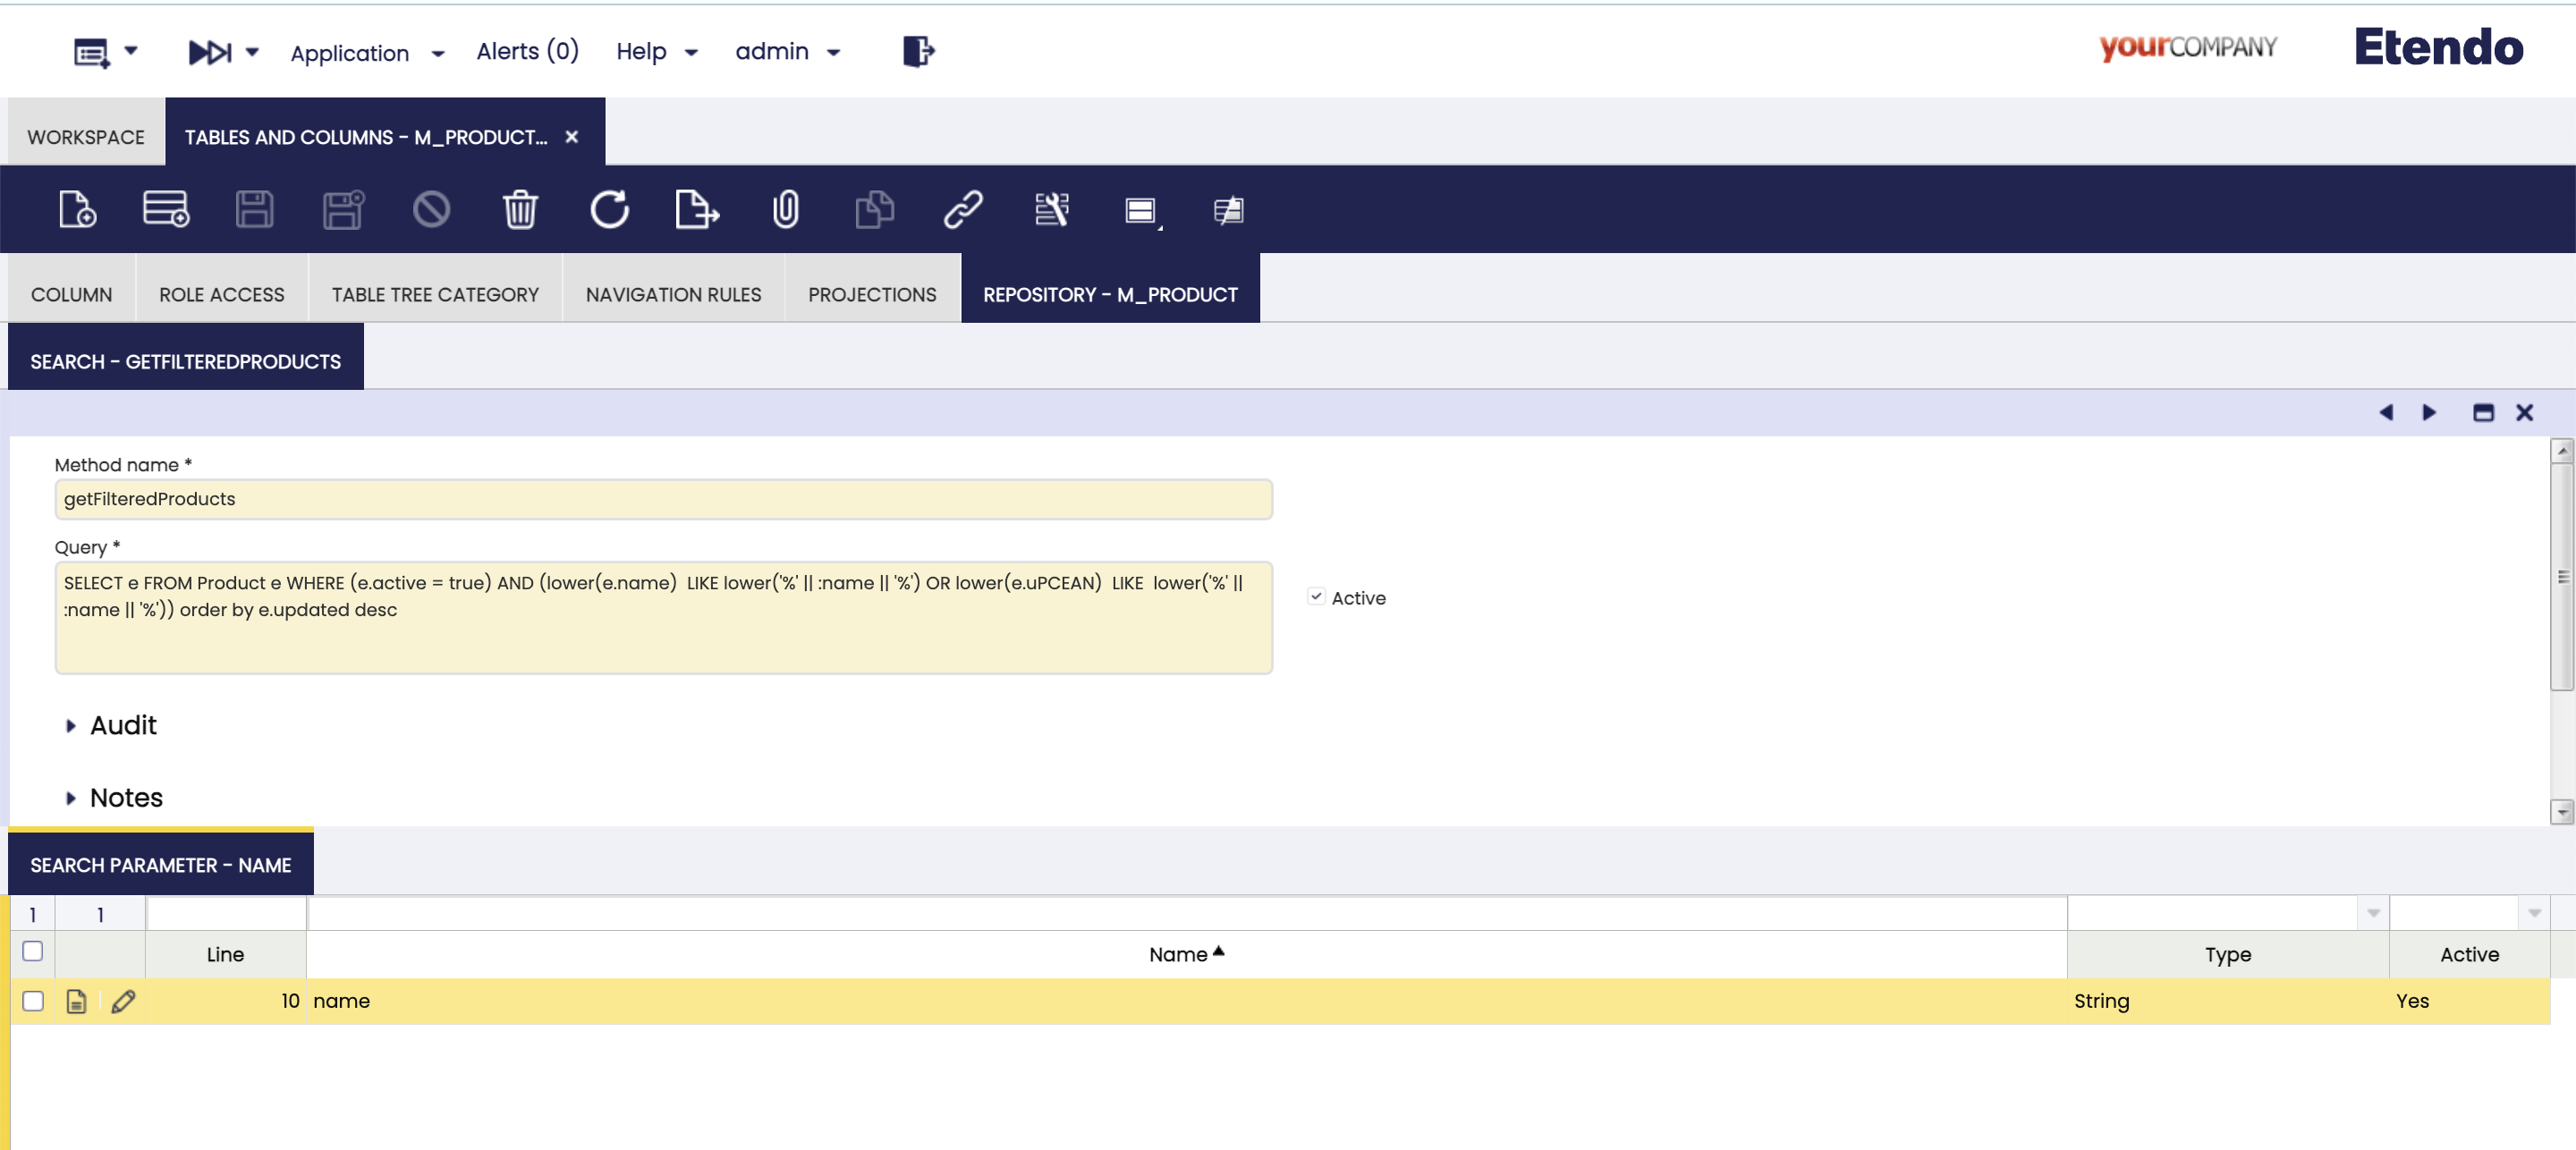 Application
Alerts (0)
Help
admin
yourCOMPANY
Etendo
WORKSPACE
TABLES AND COLUMNS - M_PRODUCT...
COLUMN
ROLE ACCESS
TABLE TREE CATEGORY
NAVIGATION RULES
PROJECTIONS
REPOSITORY - M_PRODUCT
SEARCH - GETFILTEREDPRODUCTS
Method name *
getFilteredProducts
Query *
SELECT e FROM Product e WHERE (e.active = true) AND (lower(e.name)  LIKE lower('%' || :name || '%') OR lower(e.uPCEAN)  LIKE  lower('%' ||
:name || '%')) order by e.updated desc
Active
Audit
Notes
SEARCH PARAMETER - NAME
1 1
Line Name Type Active
10 name String Yes